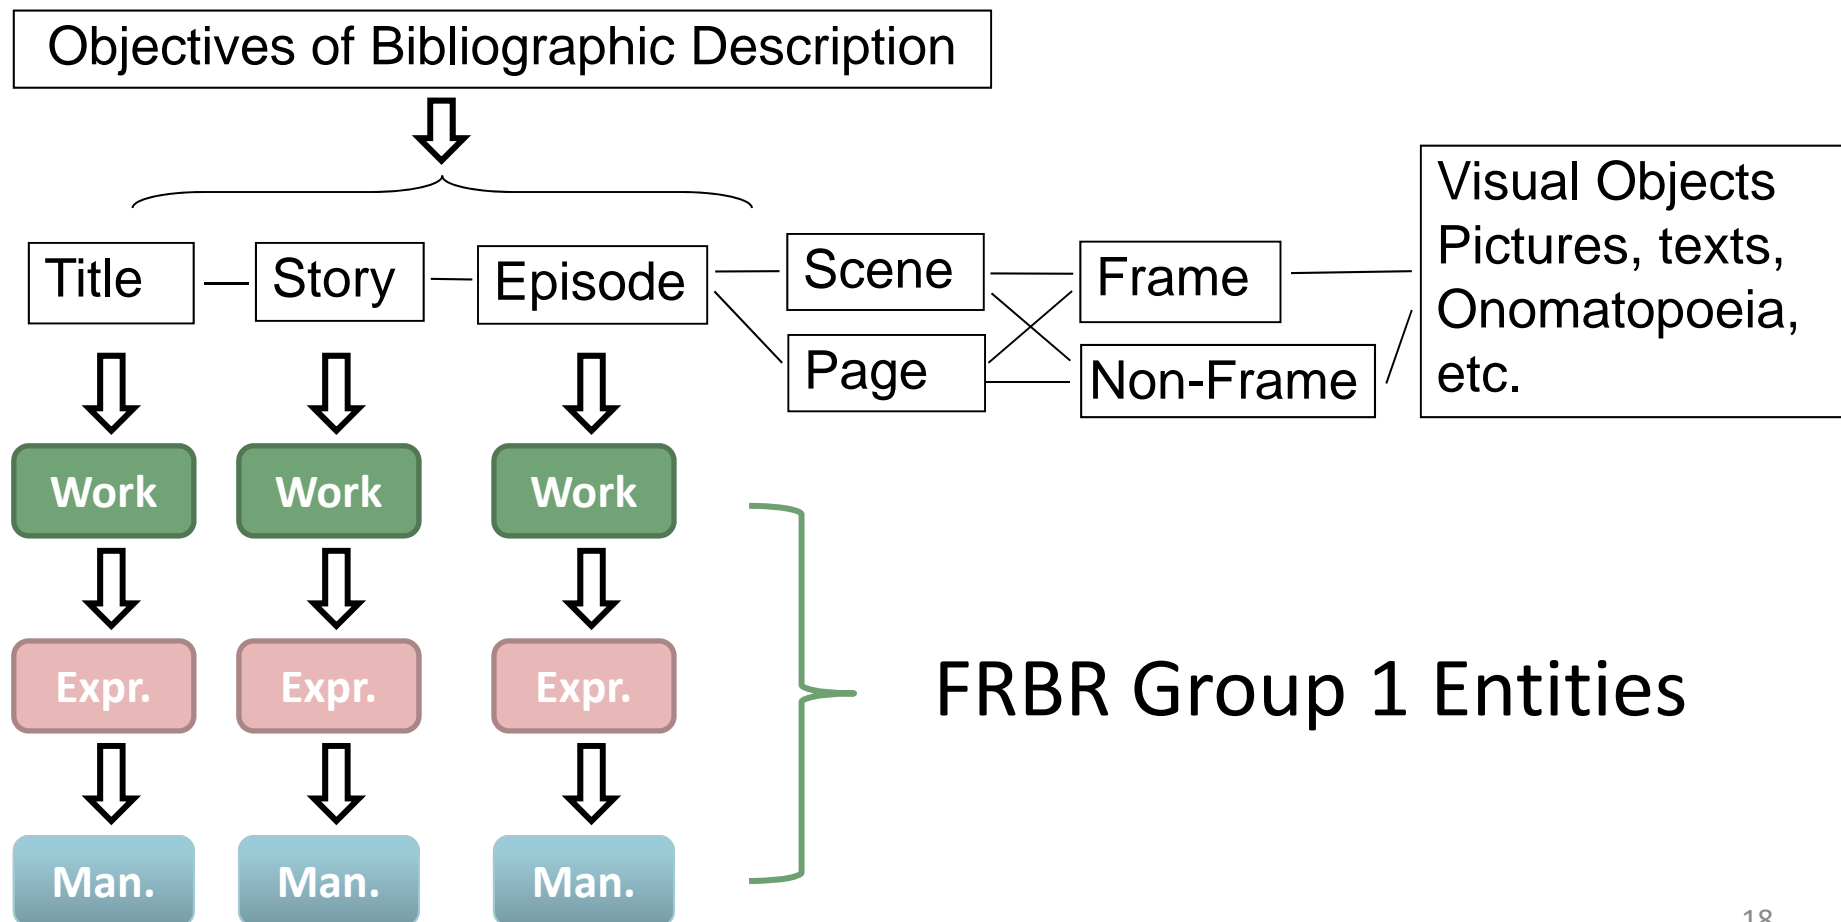 Objectives of Bibliographic Description
Title
Story
Episode
Scene
Page
Frame
Non-Frame
Visual Objects
Pictures, texts,
Onomatopoeia,
etc.
Work
Work
Work
Expr.
Expr.
Expr.
FRBR Group 1 Entities
Man.
Man.
Man.
18